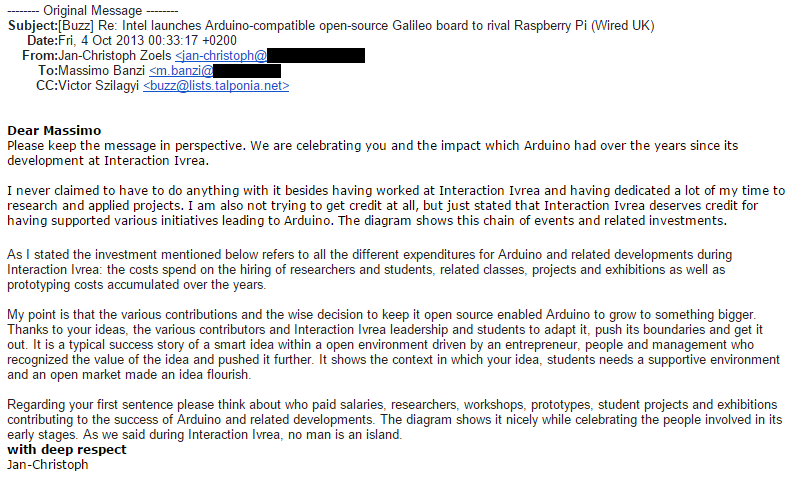 -------- Original Message --------
Subject:[Buzz] Re: Intel launches Arduino-compatible open-source Galileo board to rival Raspberry Pi (Wired UK)
Date:Fri, 4 Oct 2013 00:33:17 +0200
From:Jan-Christoph Zoels <jan-christoph@
To:Massimo Banzi <m.banzi@
CC:Victor Szilagyi <buzz@lists.talponia.net>
Dear Massimo
Please keep the message in perspective. We are celebrating you and the impact which Arduino had over the years since its
development at Interaction Ivrea.
I never claimed to have to do anything with it besides having worked at Interaction Ivrea and having dedicated a lot of my time to
research and applied projects. I am also not trying to get credit at all, but just stated that Interaction Ivrea deserves credit for
having supported various initiatives leading to Arduino. The diagram shows this chain of events and related investments.
As I stated the investment mentioned below refers to all the different expenditures for Arduino and related developments during
Interaction Ivrea: the costs spend on the hiring of researchers and students, related classes, projects and exhibitions as well as
prototyping costs accumulated over the years.
My point is that the various contributions and the wise decision to keep it open source enabled Arduino to grow to something bigger.
Thanks to your ideas, the various contributors and Interaction Ivrea leadership and students to adapt it, push its boundaries and get it
out. It is a typical success story of a smart idea within a open environment driven by an entrepreneur, people and management who
recognized the value of the idea and pushed it further. It shows the context in which your idea, students needs a supportive environment
and an open market made an idea flourish.
Regarding your first sentence please think about who paid salaries, researchers, workshops, prototypes, student projects and exhibitions
contributing to the success of Arduino and related developments. The diagram shows it nicely while celebrating the people involved in its
early stages. As we said during Interaction Ivrea, no man is an island.
with deep respect
Jan-Christoph